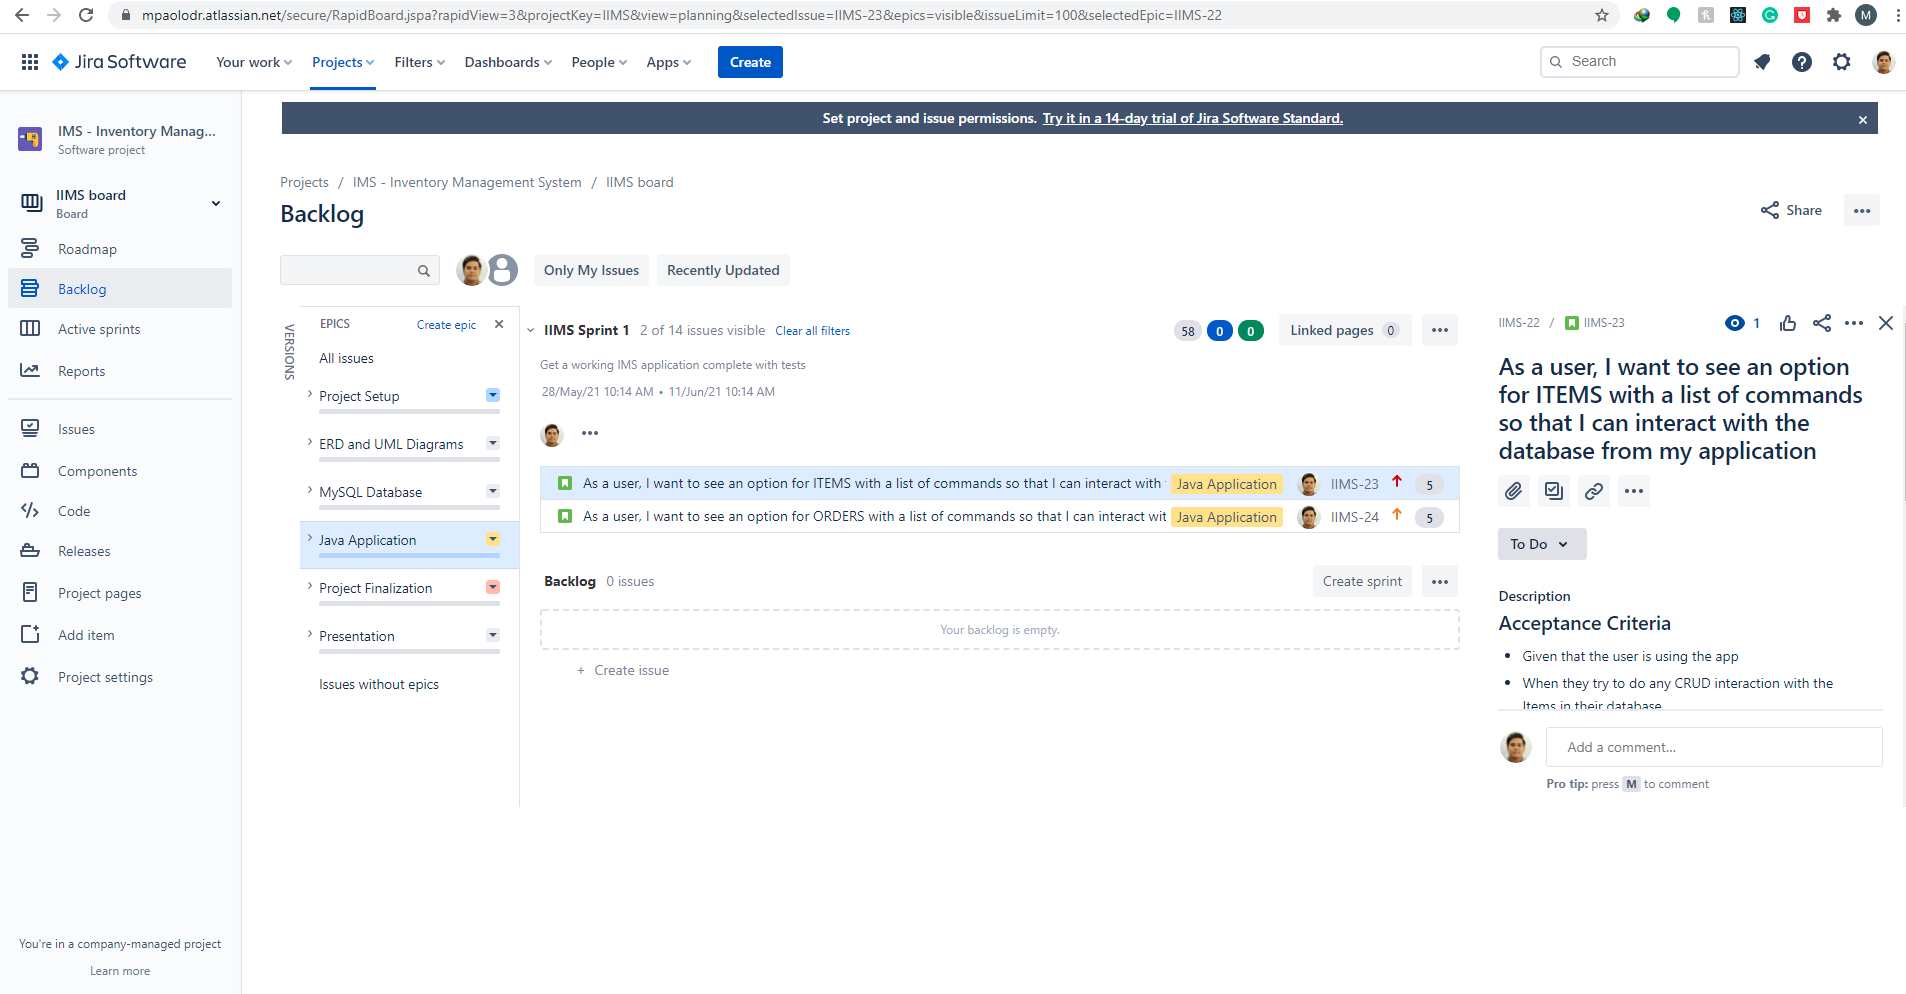 mpaolodr.atlassian.net/secure/RapidBoard.jspa?rapidView=3&projectKey=IIMS&view=planning&selectedIssue=IIMS-23&epics=visible&issueLimit=100&selectedEpic=IIMS-22
M
Jira Software
Your work
Projects
Filters
Dashboards
People
Apps
Create
Search
Set project and issue permissions. Try it in a 14-day trial of Jira Software Standard.
IMS - Inventory Manag...
Software project
IIMS board
Board
Roadmap
Backlog
Active sprints
Reports
Issues
Components
Code
Releases
Project pages
Add item
Project settings
You're in a company-managed project
Learn more
Projects / IMS - Inventory Management System / IIMS board
Backlog
Share
Only My Issues
Recently Updated
VERSIONS
EPICS
Create epic
All issues
Project Setup
ERD and UML Diagrams
MySQL Database
Java Application
Project Finalization
Presentation
Issues without epics
IIMS Sprint 1 2 of 14 issues visible Clear all filters
58 0 0
Linked pages 0
Get a working IMS application complete with tests
28/May/21 10:14 AM • 11/Jun/21 10:14 AM
As a user, I want to see an option for ITEMS with a list of commands so that I can interact with Java Application IIMS-23 5
As a user, I want to see an option for ORDERS with a list of commands so that I can interact wit Java Application IIMS-24 5
Backlog 0 issues
Create sprint
Your backlog is empty.
+ Create issue
IIMS-22 / IIMS-23
1
As a user, I want to see an option
for ITEMS with a list of commands
so that I can interact with the
database from my application
To Do
Description
Acceptance Criteria
• Given that the user is using the app
• When they try to do any CRUD interaction with the
Items in their database
Add a comment...
Pro tip: press M to comment